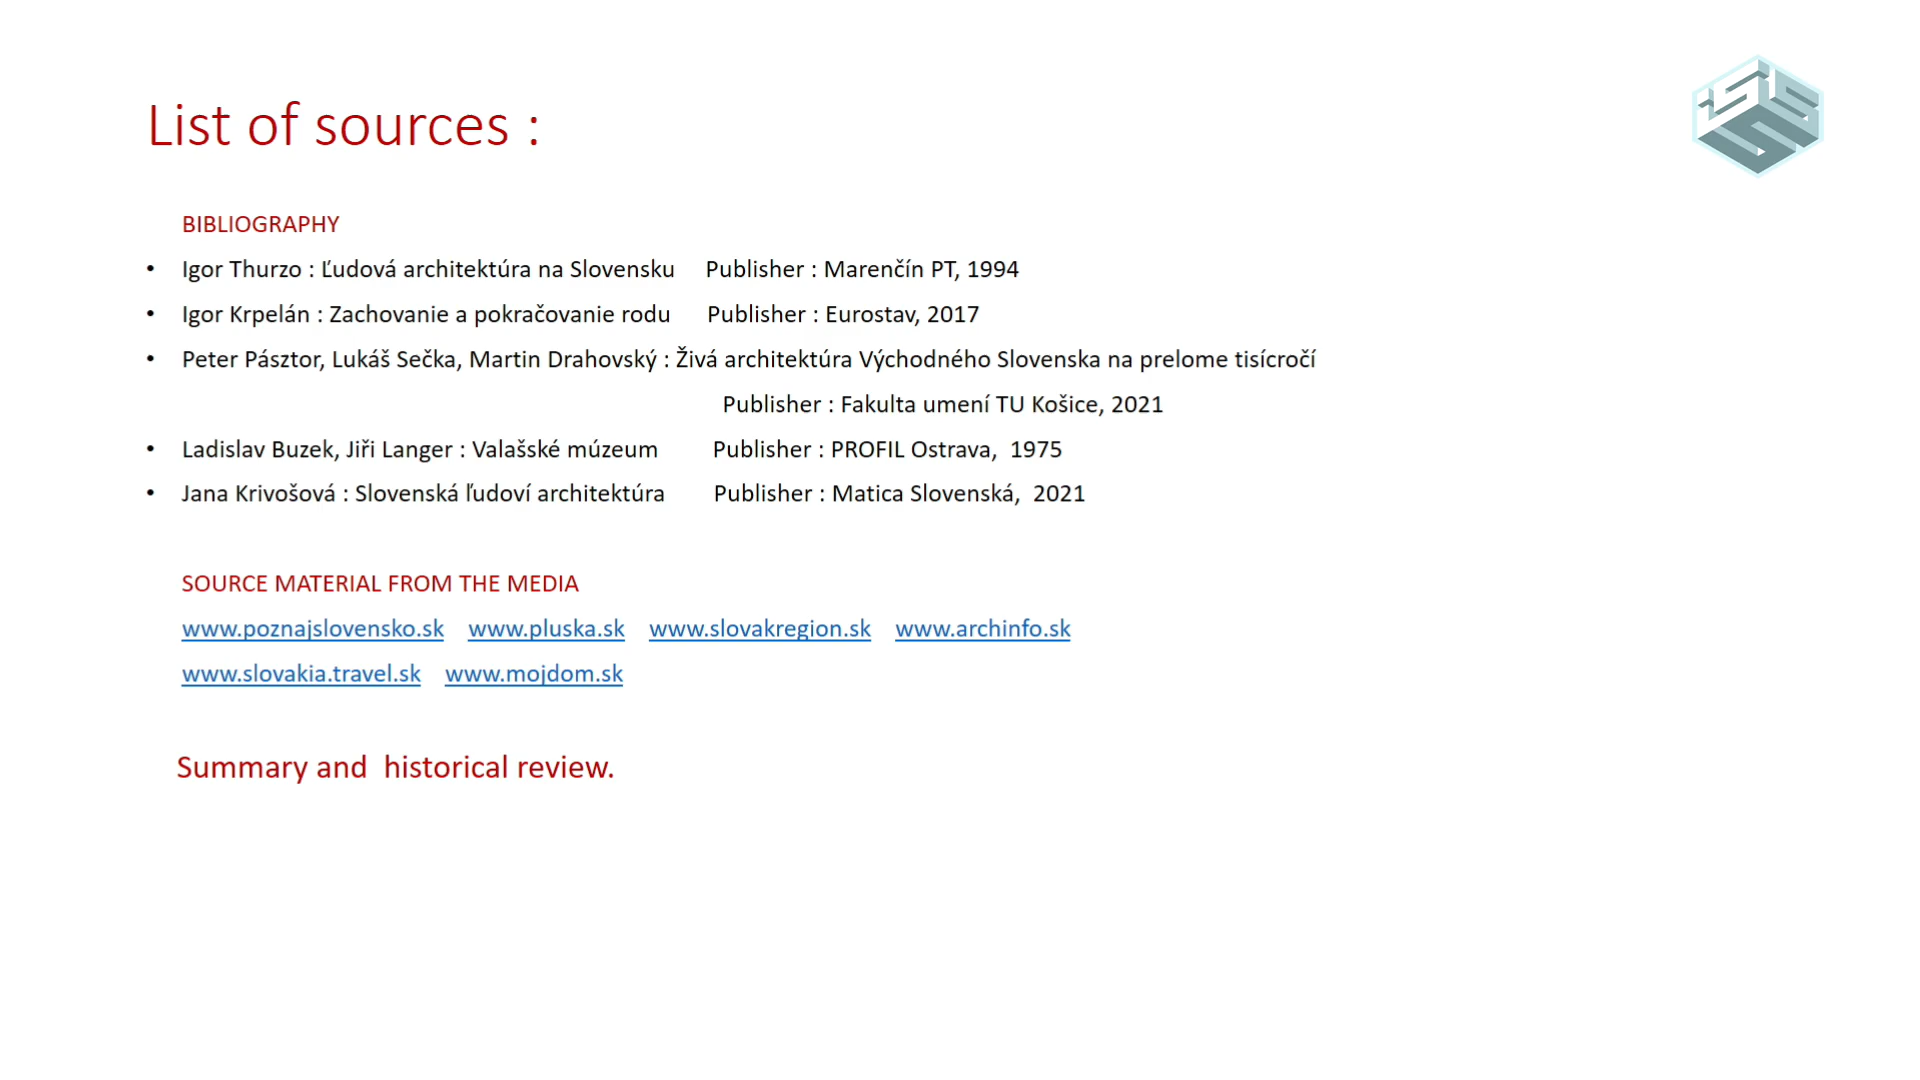 List of sources :
BIBLIOGRAPHY
• Igor Thurzo : Ľudová architektúra na Slovensku Publisher : Marenčín PT, 1994
• Igor Krpelán : Zachovanie a pokračovanie rodu Publisher : Eurostav, 2017
• Peter Pásztor, Lukáš Sečka, Martin Drahovský : Živá architektúra Východného Slovenska na prelome tisícročí
Publisher : Fakulta umení TU Košice, 2021
• Ladislav Buzek, Jiři Langer : Valašské múzeum Publisher : PROFIL Ostrava, 1975
• Jana Krivošová : Slovenská ľudoví architektúra Publisher : Matica Slovenská, 2021
SOURCE MATERIAL FROM THE MEDIA
www.poznajslovensko.sk www.pluska.sk www.slovakregion.sk www.archinfo.sk
www.slovakia.travel.sk www.mojdom.sk
Summary and historical review.